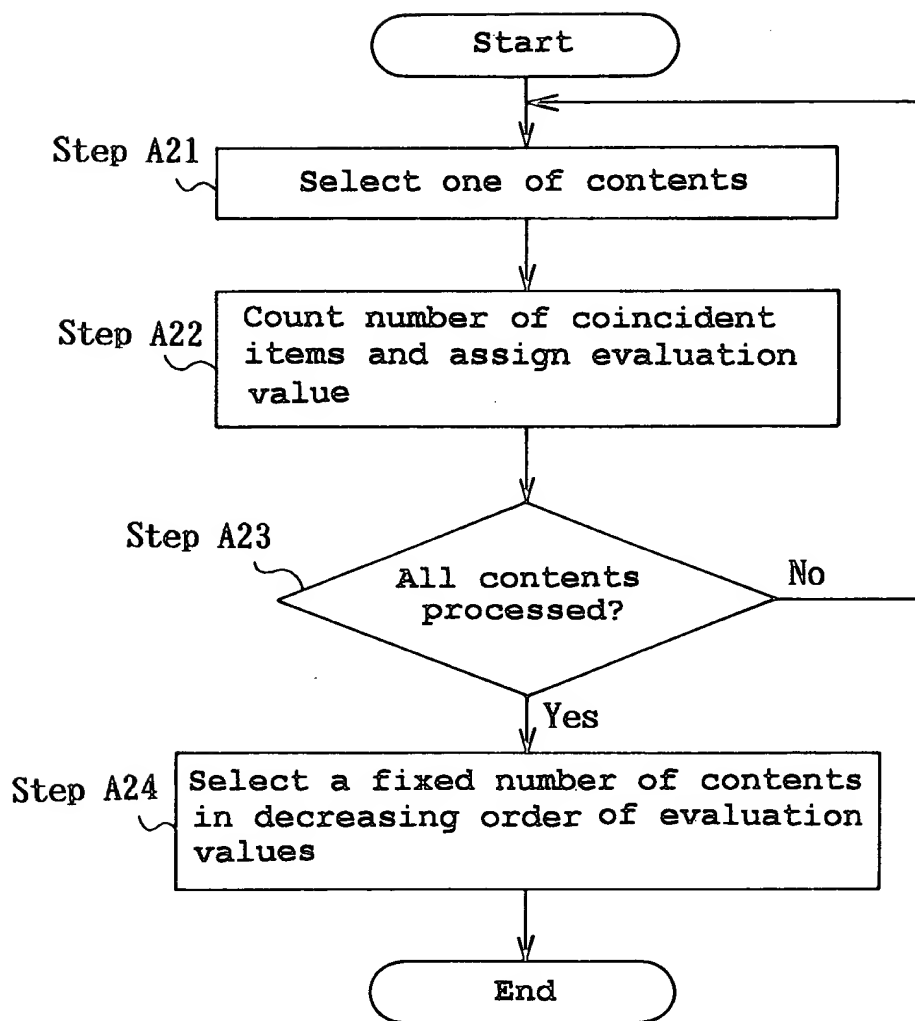 Start
Step A21
Select one of contents
Step A22
Count number of coincident
items and assign evaluation
value
Step A23
All contents
processed?
No
Yes
Step A24
Select a fixed number of contents
in decreasing order of evaluation
values
End